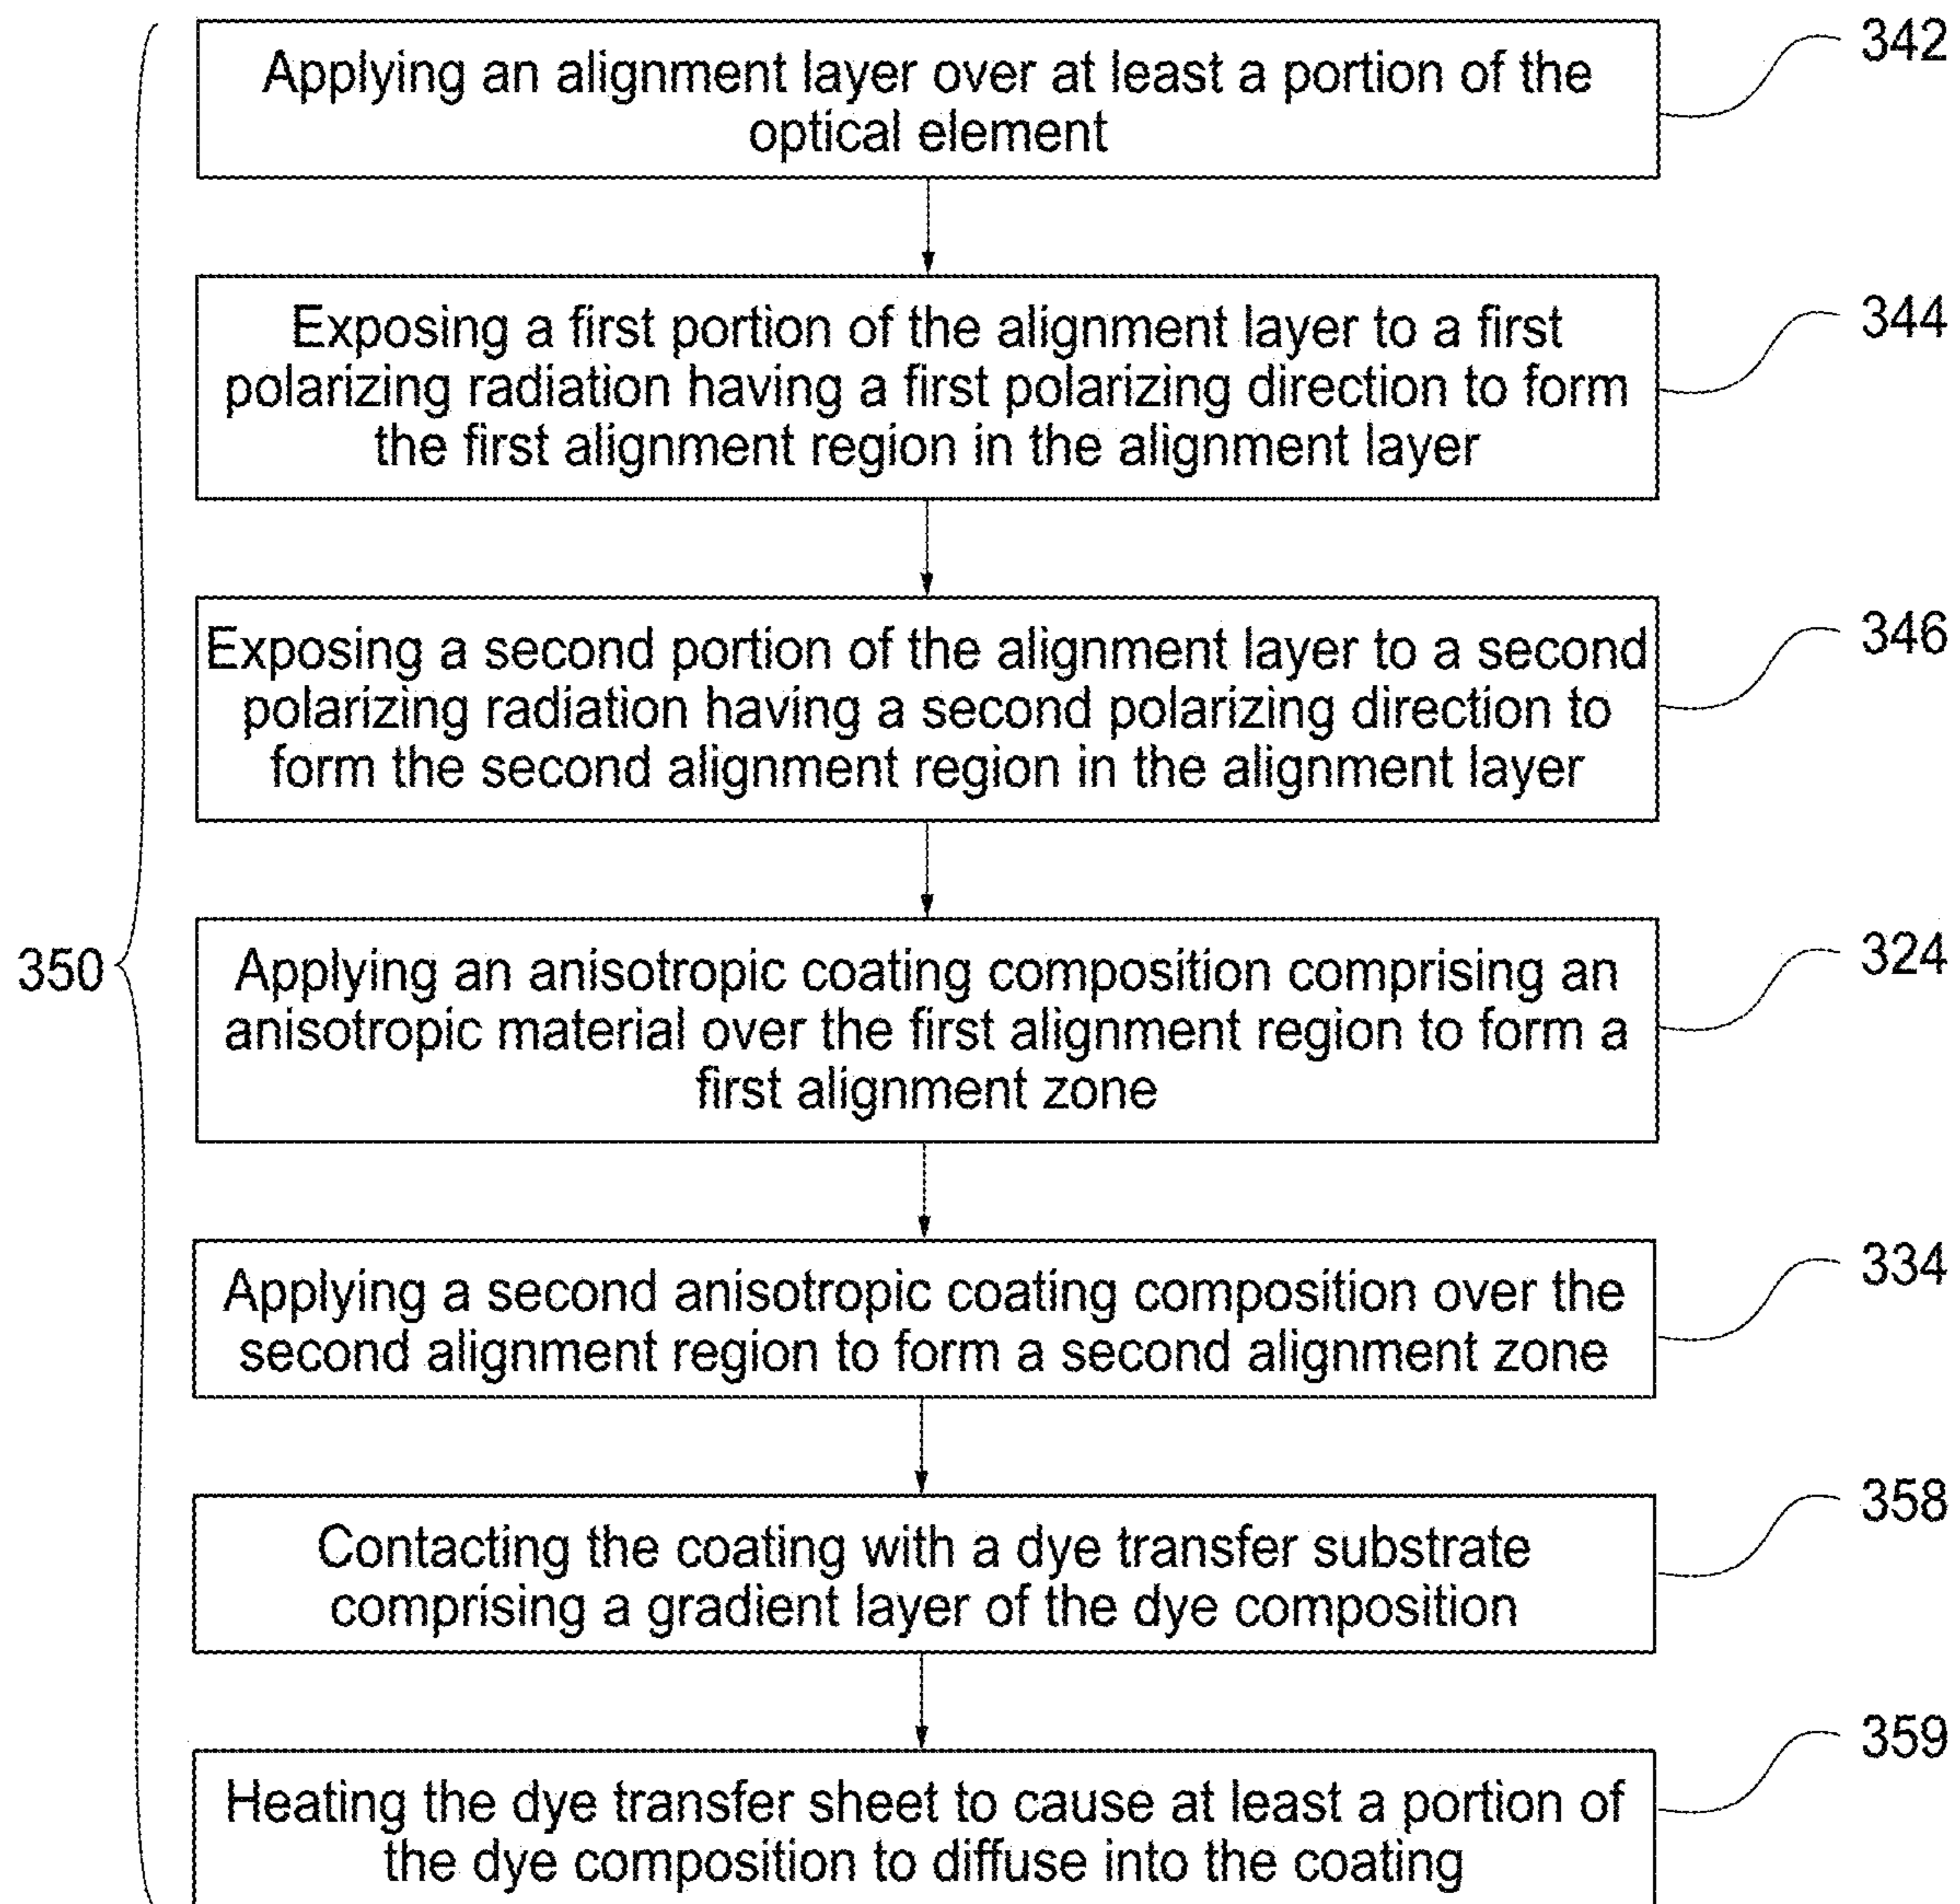 Applying an alignment layer over at least a portion of the
optical element
342
Exposing a first portion of the alignment layer to a first
polarizing radiation having a first polarizing direction to form
the first alignment region in the alignment layer
344
Exposing a second portion of the alignment layer to a second
polarizing radiation having a second polarizing direction to
form the second alignment region in the alignment layer
346
350
Applying an anisotropic coating composition comprising an
anisotropic material over the first alignment region to form a
first alignment zone
324
Applying a second anisotropic coating composition over the
second alignment region to form a second alignment zone
334
Contacting the coating with a dye transfer substrate
comprising a gradient layer of the dye composition
358
Heating the dye transfer sheet to cause at least a portion of
the dye composition to diffuse into the coating
359